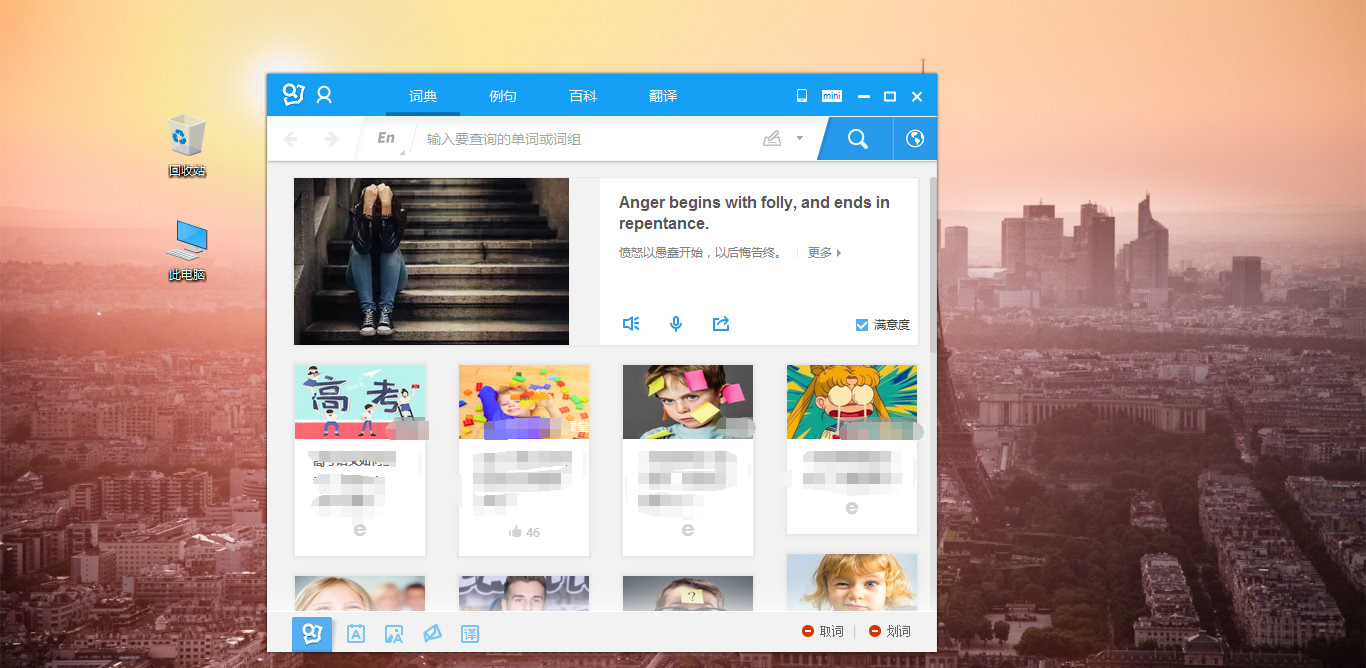 词典 例句 百科 翻译 mini
En 输入要查询的单词或词组
回收站
此电脑
Anger begins with folly, and ends in
repentance.
愤怒以愚蠢开始，以后悔告终。 更多
满意度
高考
46
?
A A 译 取词 划词